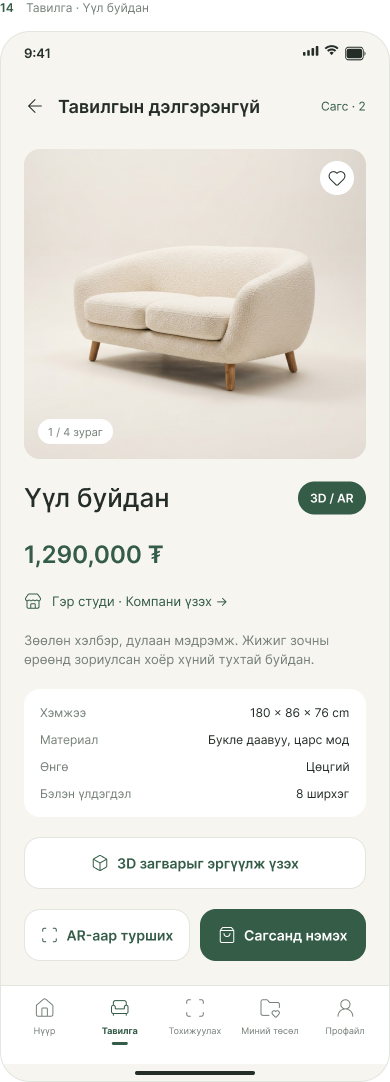 14 Тавилга · Үүл буйдан
9:41
Тавилгын дэлгэрэнгүй
Сагс · 2
1 / 4 зураг
Үүл буйдан
3D / AR
1,290,000 ₮
Гэр студи · Компани үзэх →
Зөөлөн хэлбэр, дулаан мэдрэмж. Жижиг зочны
өрөөнд зориулсан хоёр хүний тухтай буйдан.
Хэмжээ 180 × 86 × 76 cm
Материал Букле даавуу, царс мод
Өнгө Цөцгий
Бэлэн үлдэгдэл 8 ширхэг
3D загварыг эргүүлж үзэх
AR-аар турших
Сагсанд нэмэх
Нүүр Тавилга Тохижуулах Миний төсөл Профайл